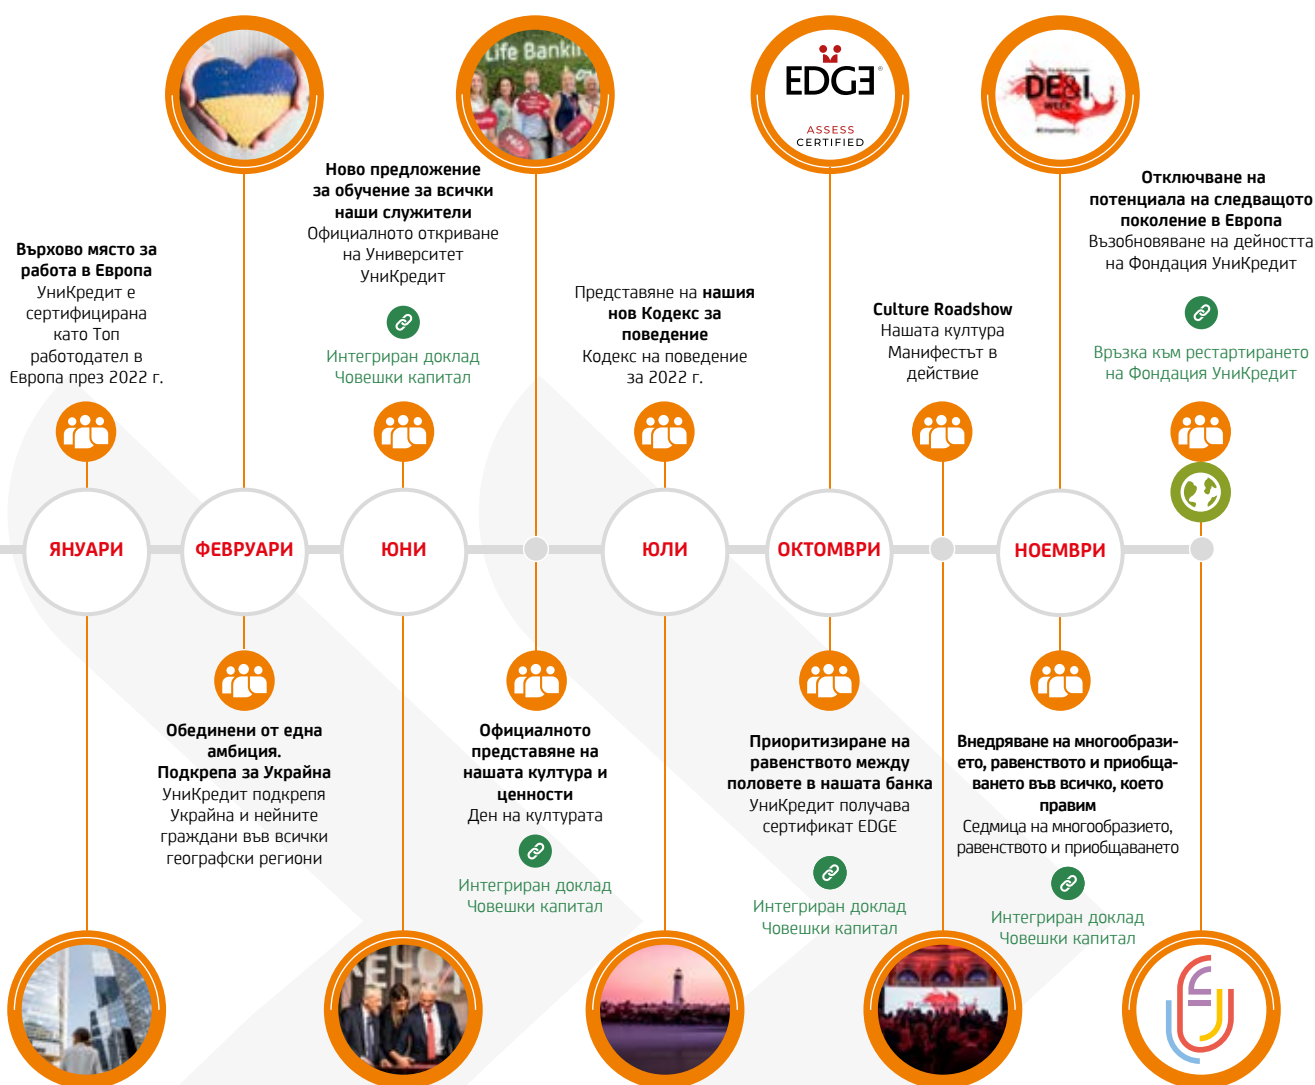 Life Bankin
EDGE
®
ASSESS
CERTIFIED
DE&I
WEEK
Върхово място за
работа в Европа
УниКредит е
сертифицирана
като Топ
работодател в
Европа през 2022 г.
Ново предложение
за обучение за всички
наши служители
Официалното откриване
на Университет
УниКредит
Интегриран доклад
Човешки капитал
Представяне на нашия
нов Кодекс за
поведение
Кодекс на поведение
за 2022 г.
Culture Roadshow
Нашата култура
Манифестът в
действие
Отключване на
потенциала на следващото
поколение в Европа
Възобновяване на дейността
на Фондация УниКредит
Връзка към рестартирането
на Фондация УниКредит
ЯНУАРИ
ФЕВРУАРИ
ЮНИ
ЮЛИ
ОКТОМВРИ
НОЕМВРИ
Обединени от една
амбиция.
Подкрепа за Украйна
УниКредит подкрепя
Украйна и нейните
граждани във всички
географски региони
Официалното
представяне на
нашата култура и
ценности
Ден на културата
Интегриран доклад
Човешки капитал
Приоритизиране на
равенството между
половете в нашата банка
УниКредит получава
сертификат EDGE
Интегриран доклад
Човешки капитал
Внедряване на многообрази-
ето, равенството и приобща-
ването във всичко, което
правим
Седмица на многообразието,
равенството и приобщаването
Интегриран доклад
Човешки капитал